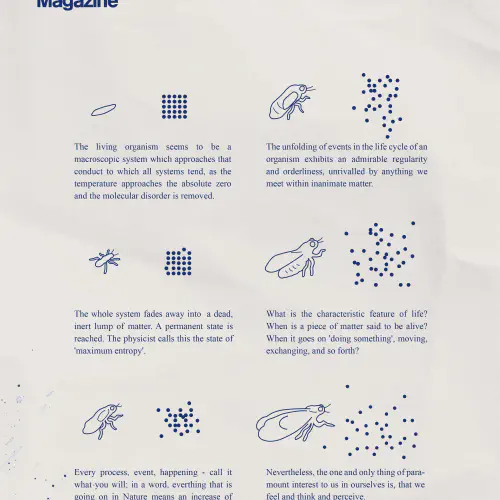 Magazine
The living organism seems to be a
macroscopic system which approaches that
conduct to which all systems tend, as the
temperature approaches the absolute zero
and the molecular disorder is removed.
The unfolding of events in the life cycle of an
organism exhibits an admirable regularity
and orderliness, unrivalled by anything we
meet within inanimate matter.
The whole system fades away into a dead,
inert lump of matter. A permanent state is
reached. The physicist calls this the state of
'maximum entropy'.
What is the characteristic feature of life?
When is a piece of matter said to be alive?
When it goes on 'doing something', moving,
exchanging, and so forth?
Every process, event, happening - call it
what you will; in a word, everthing that is
going on in Nature means an increase of
Nevertheless, the one and only thing of para-
mount interest to us in ourselves is, that we
feel and think and perceive.